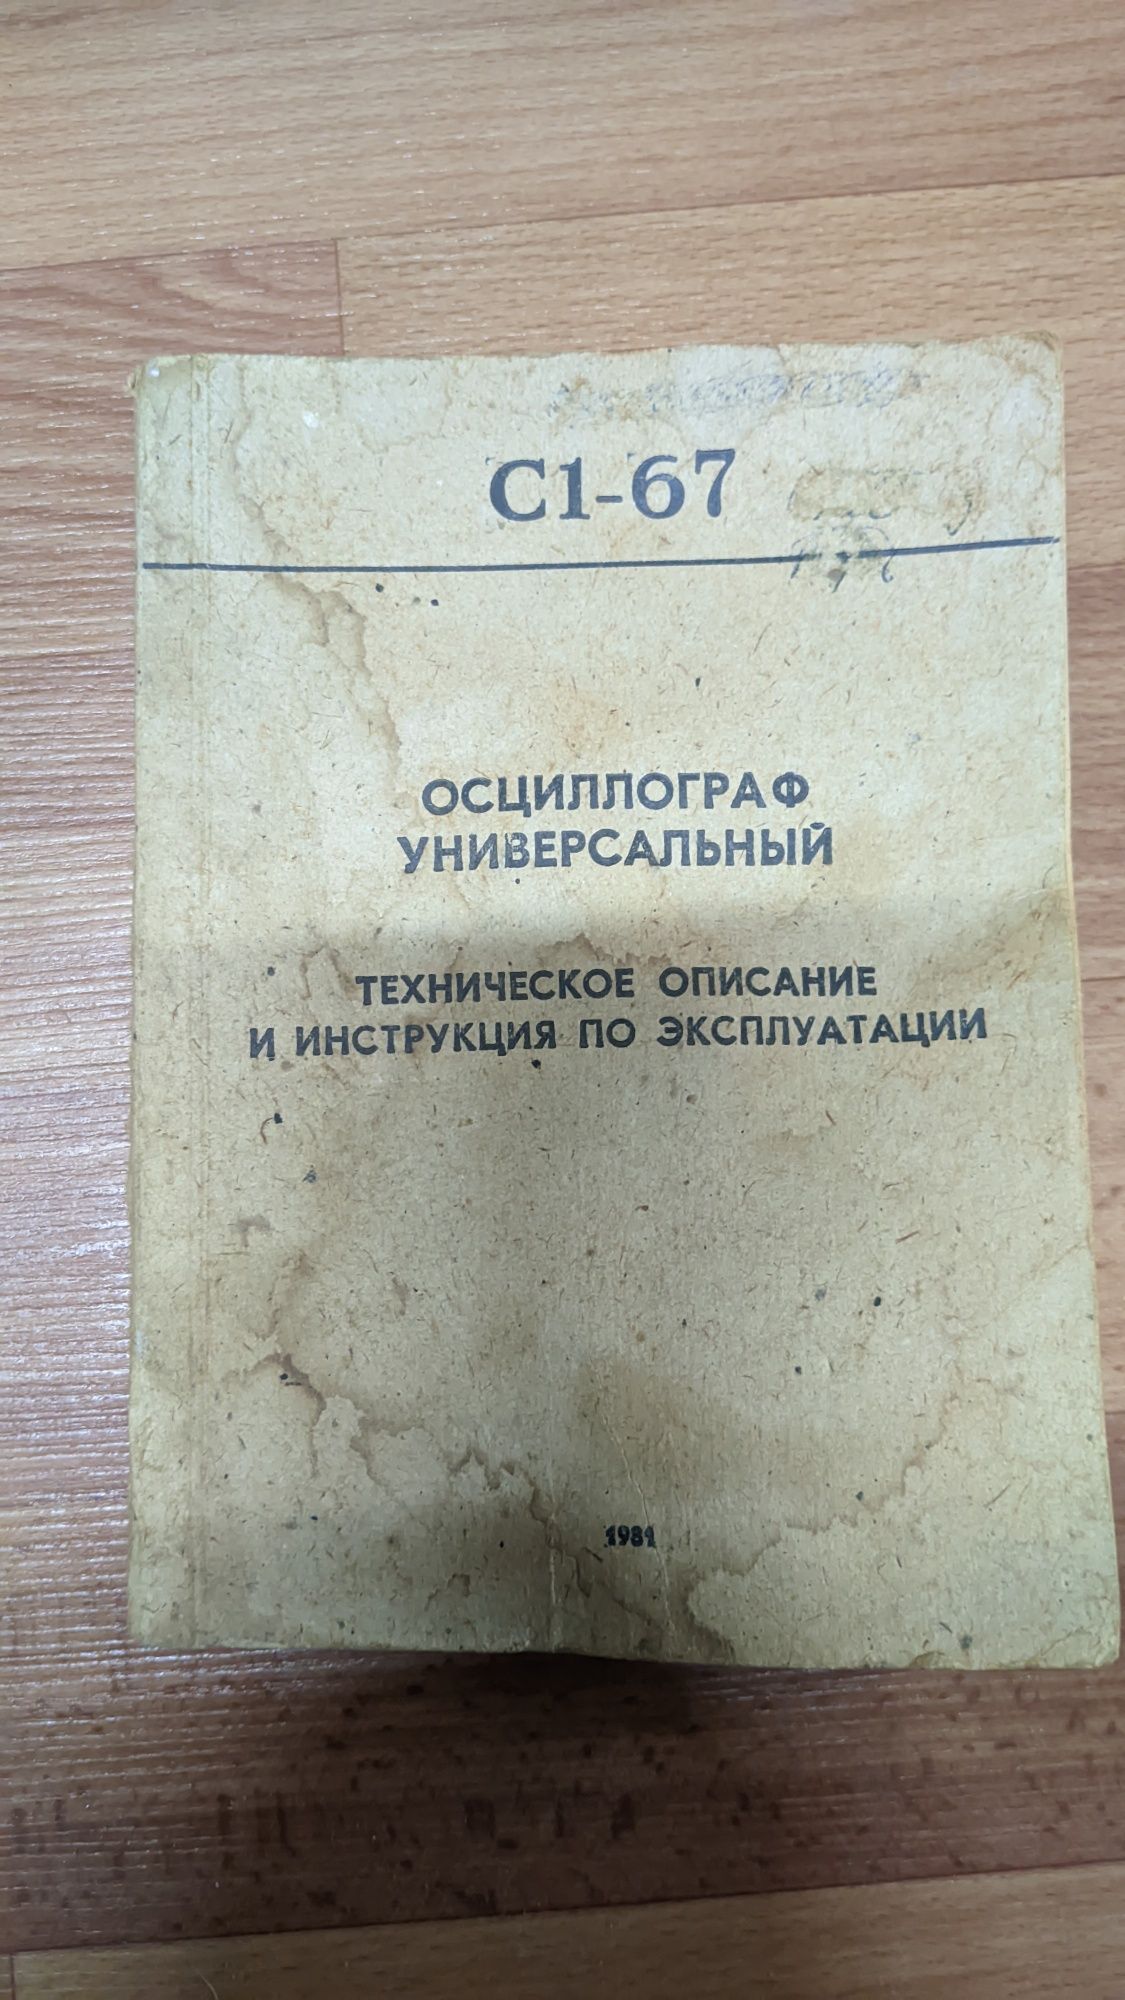 С1-67
ОСЦИЛЛОГРАФ
УНИВЕРСАЛЬНЫЙ
ТЕХНИЧЕСКОЕ ОПИСАНИЕ
И ИНСТРУКЦИЯ ПО ЭКСПЛУАТАЦИИ
1981